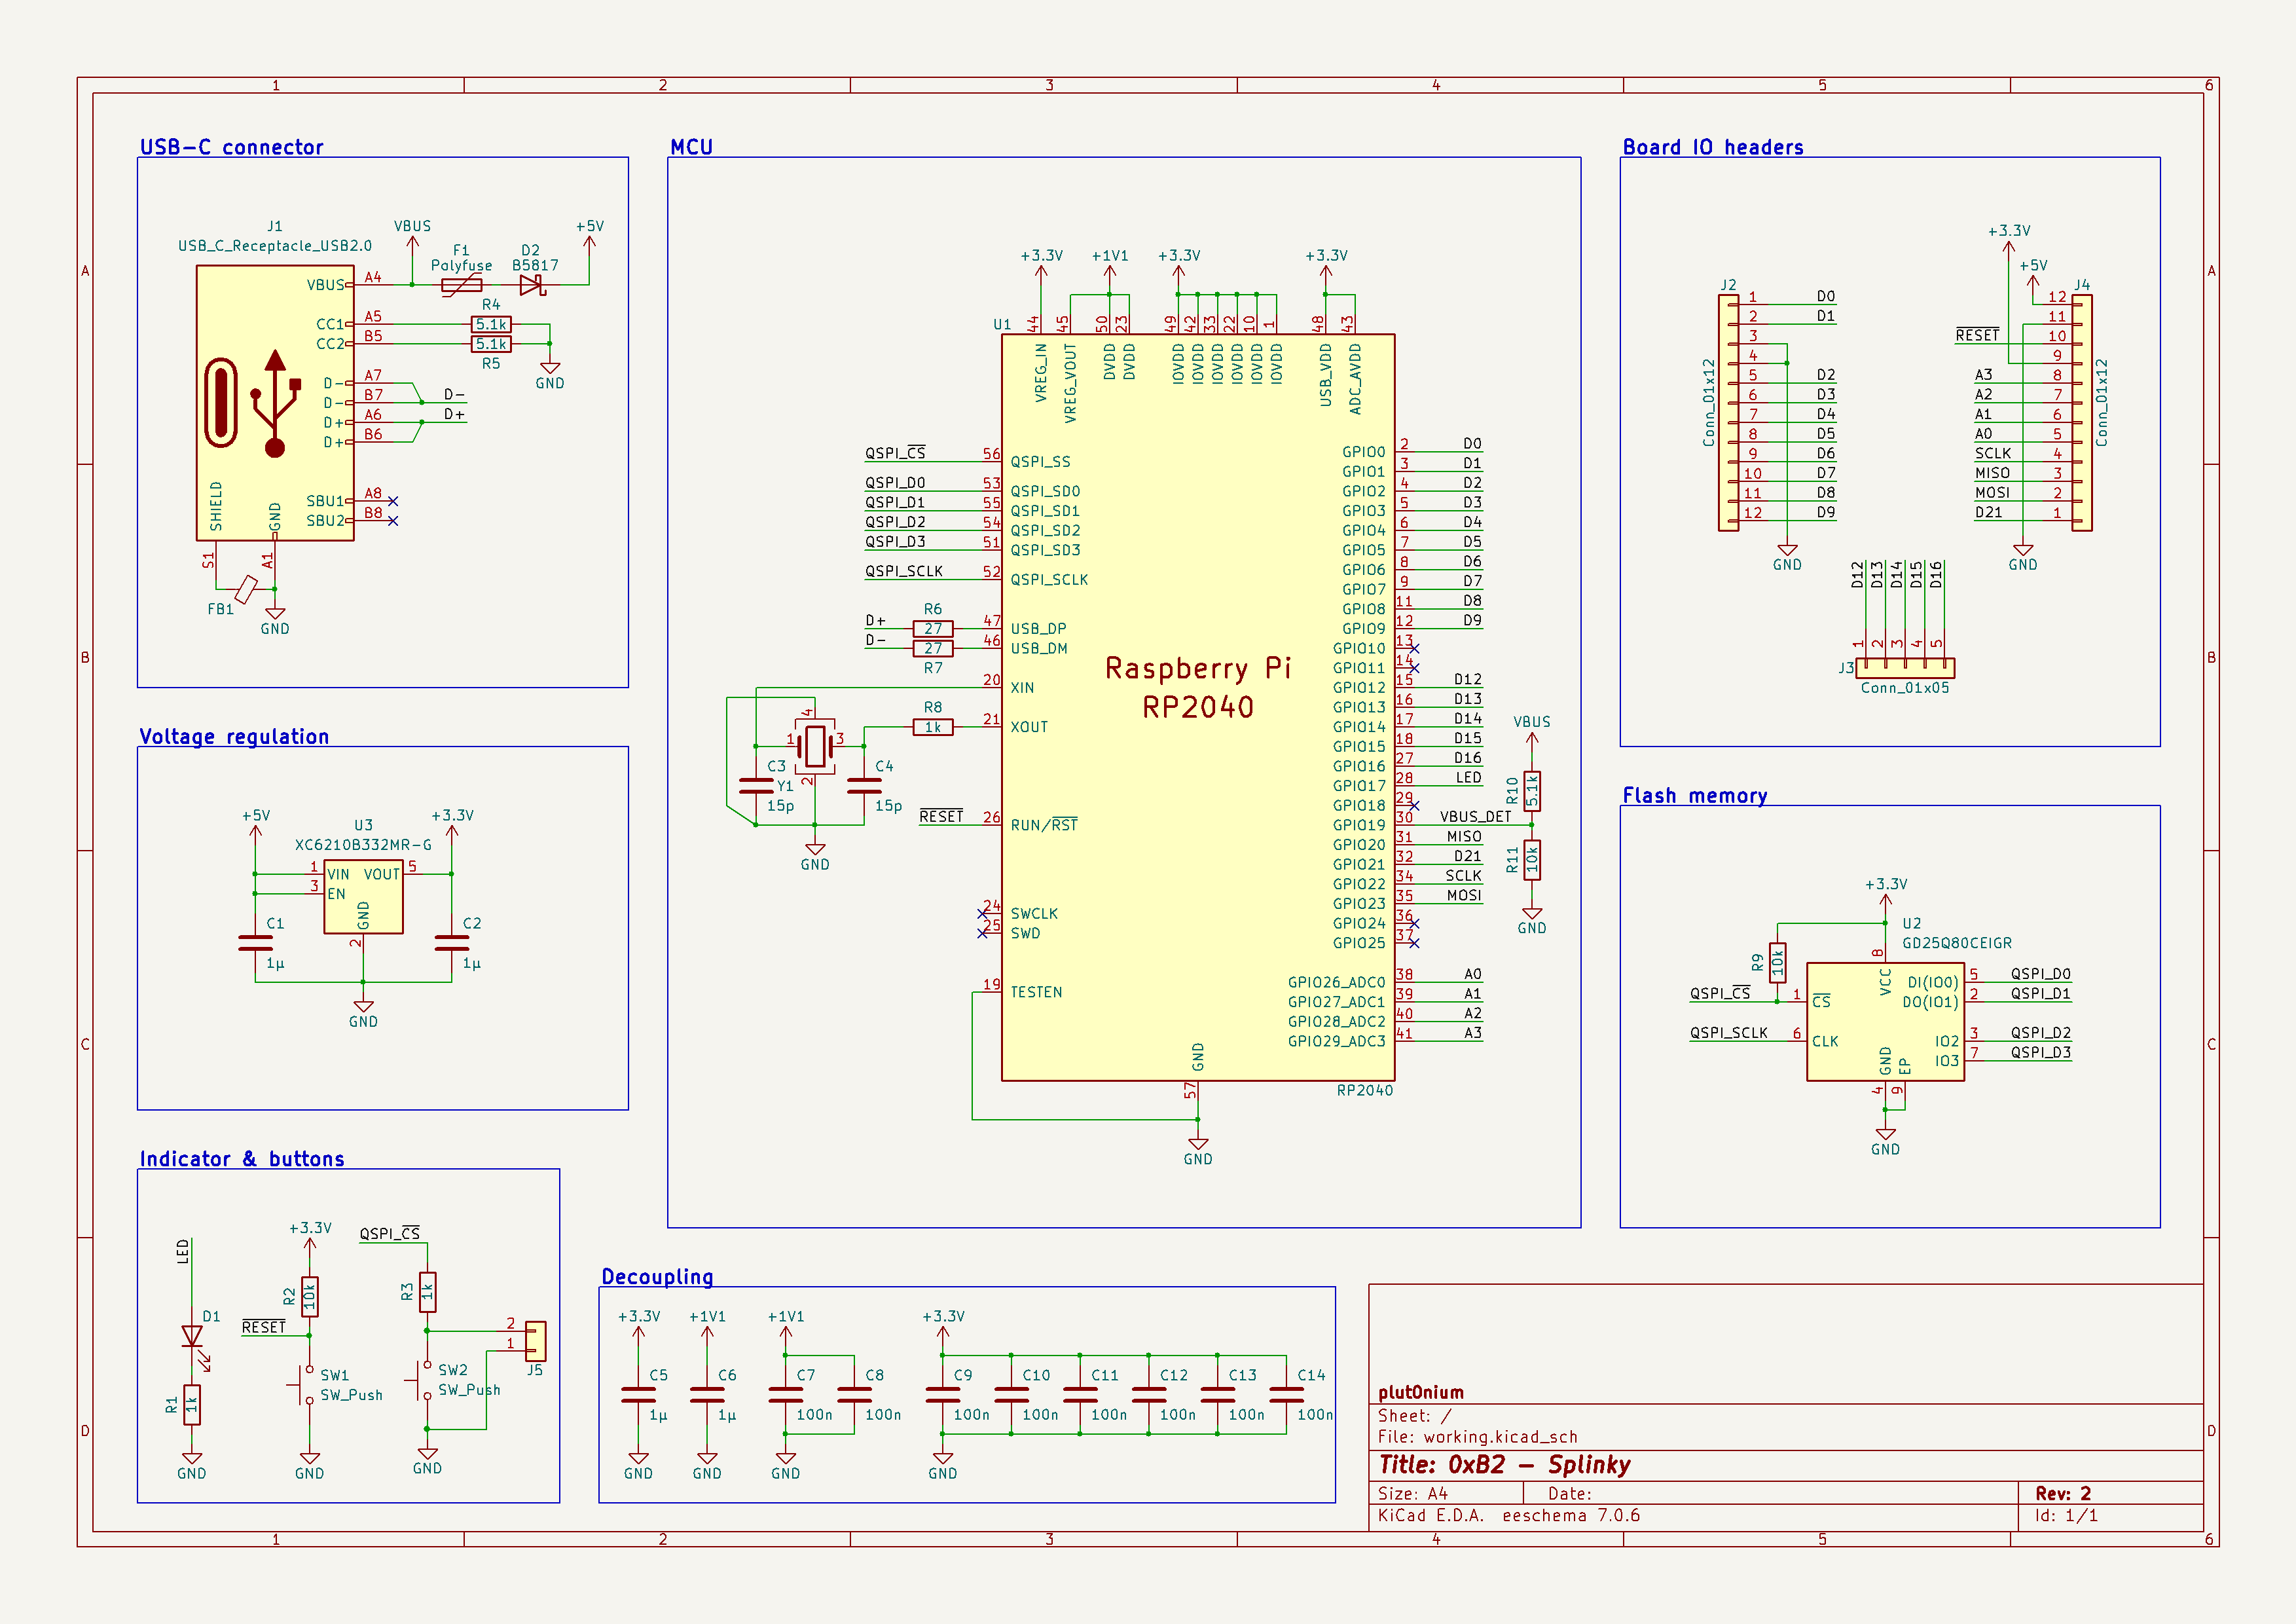 1 2 3 4 5 6
A
B
C
D
USB-C connector
J1
USB_C_Receptacle_USB2.0
VBUS
F1
Polyfuse
D2
B5817
+5V
VBUS A4
CC1 A5
CC2 B5
R4
5.1k
5.1k
R5
GND
D- A7
D- B7
D+ A6
D+ B6
D-
D+
SBU1 A8
SBU2 B8
SHIELD
GND
S1
A1
FB1
GND
Voltage regulation
+5V
U3
XC6210B332MR-G
+3.3V
1 VIN VOUT 5
3 EN
GND
2
C1
1µ
C2
1µ
GND
Indicator & buttons
LED
D1
R1
1k
GND
+3.3V
R2
10k
RESET
SW1
SW_Push
GND
QSPI_CS
R3
1k
2
1
J5
SW2
SW_Push
GND
MCU
+3.3V
+1V1
+3.3V
+3.3V
U1
44 45 50 23 49 42 33 22 10 1 48 43
VREG_IN
VREG_VOUT
DVDD
DVDD
IOVDD
IOVDD
IOVDD
IOVDD
IOVDD
IOVDD
USB_VDD
ADC_AVDD
QSPI_CS 56 QSPI_SS
QSPI_D0 53 QSPI_SD0
QSPI_D1 55 QSPI_SD1
QSPI_D2 54 QSPI_SD2
QSPI_D3 51 QSPI_SD3
QSPI_SCLK 52 QSPI_SCLK
R6
D+ 27 47 USB_DP
D- 27 46 USB_DM
R7
20 XIN
R8
1k 21 XOUT
4
1 3
2
C3
15p
Y1
C4
15p
GND
RESET 26 RUN/RST
24 SWCLK
25 SWD
19 TESTEN
Raspberry Pi
RP2040
GPIO0 2 D0
GPIO1 3 D1
GPIO2 4 D2
GPIO3 5 D3
GPIO4 6 D4
GPIO5 7 D5
GPIO6 8 D6
GPIO7 9 D7
GPIO8 11 D8
GPIO9 12 D9
GPIO10 13
GPIO11 14
GPIO12 15 D12
GPIO13 16 D13
GPIO14 17 D14
GPIO15 18 D15
GPIO16 27 D16
GPIO17 28 LED
GPIO18 29
GPIO19 30 VBUS_DET
GPIO20 31 MISO
GPIO21 32 D21
GPIO22 34 SCLK
GPIO23 35 MOSI
GPIO24 36
GPIO25 37
GPIO26_ADC0 38 A0
GPIO27_ADC1 39 A1
GPIO28_ADC2 40 A2
GPIO29_ADC3 41 A3
VBUS
R10
5.1k
R11
10k
GND
GND
57
RP2040
GND
Decoupling
+3.3V
C5
1µ
GND
+1V1
C6
1µ
GND
+1V1
C7
100n
C8
100n
GND
+3.3V
C9
100n
C10
100n
C11
100n
C12
100n
C13
100n
C14
100n
GND
Board IO headers
J2
Conn_01x12
1 D0
2 D1
3
4
5 D2
6 D3
7 D4
8 D5
9 D6
10 D7
11 D8
12 D9
GND
+3.3V
+5V
J4
Conn_01x12
12
11
RESET 10
9
A3 8
A2 7
A1 6
A0 5
SCLK 4
MISO 3
MOSI 2
D21 1
GND
D12
D13
D14
D15
D16
1 2 3 4 5
J3
Conn_01x05
Flash memory
+3.3V
U2
GD25Q80CEIGR
R9
10k
8
VCC
QSPI_CS 1 CS
QSPI_SCLK 6 CLK
DI(IO0) 5 QSPI_D0
DO(IO1) 2 QSPI_D1
IO2 3 QSPI_D2
IO3 7 QSPI_D3
GND
EP
4
9
GND
plut0nium
Sheet: /
File: working.kicad_sch
Title: 0xB2 – Splinky
Size: A4 Date: Rev: 2
KiCad E.D.A. eeschema 7.0.6 Id: 1/1
A
B
C
D
1 2 3 4 5 6